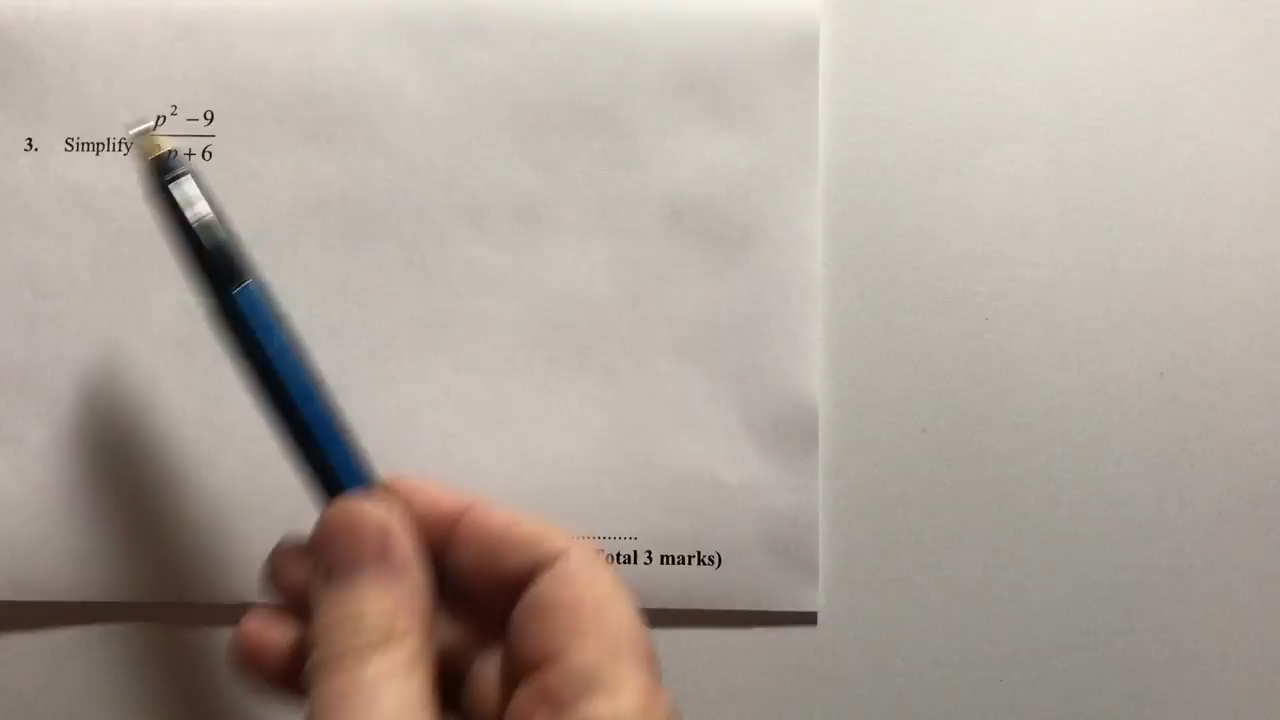 3. Simplify p² − 9
p + 6
..............
otal 3 marks)